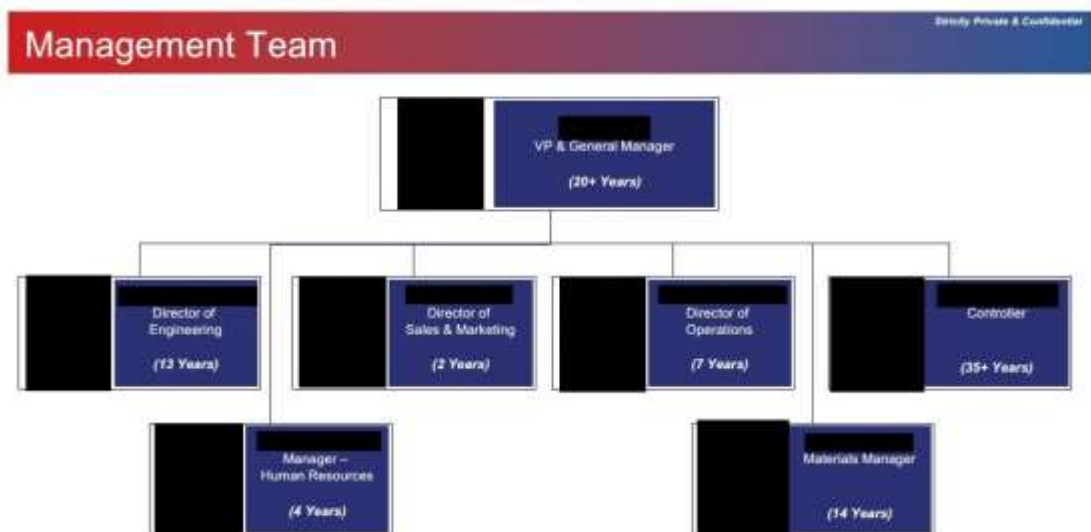 Strictly Private & Confidential
Management Team
VP & General Manager
(20+ Years)
Director of
Engineering
(13 Years)
Director of
Sales & Marketing
(2 Years)
Director of
Operations
(7 Years)
Controller
(35+ Years)
Manager –
Human Resources
(4 Years)
Materials Manager
(14 Years)